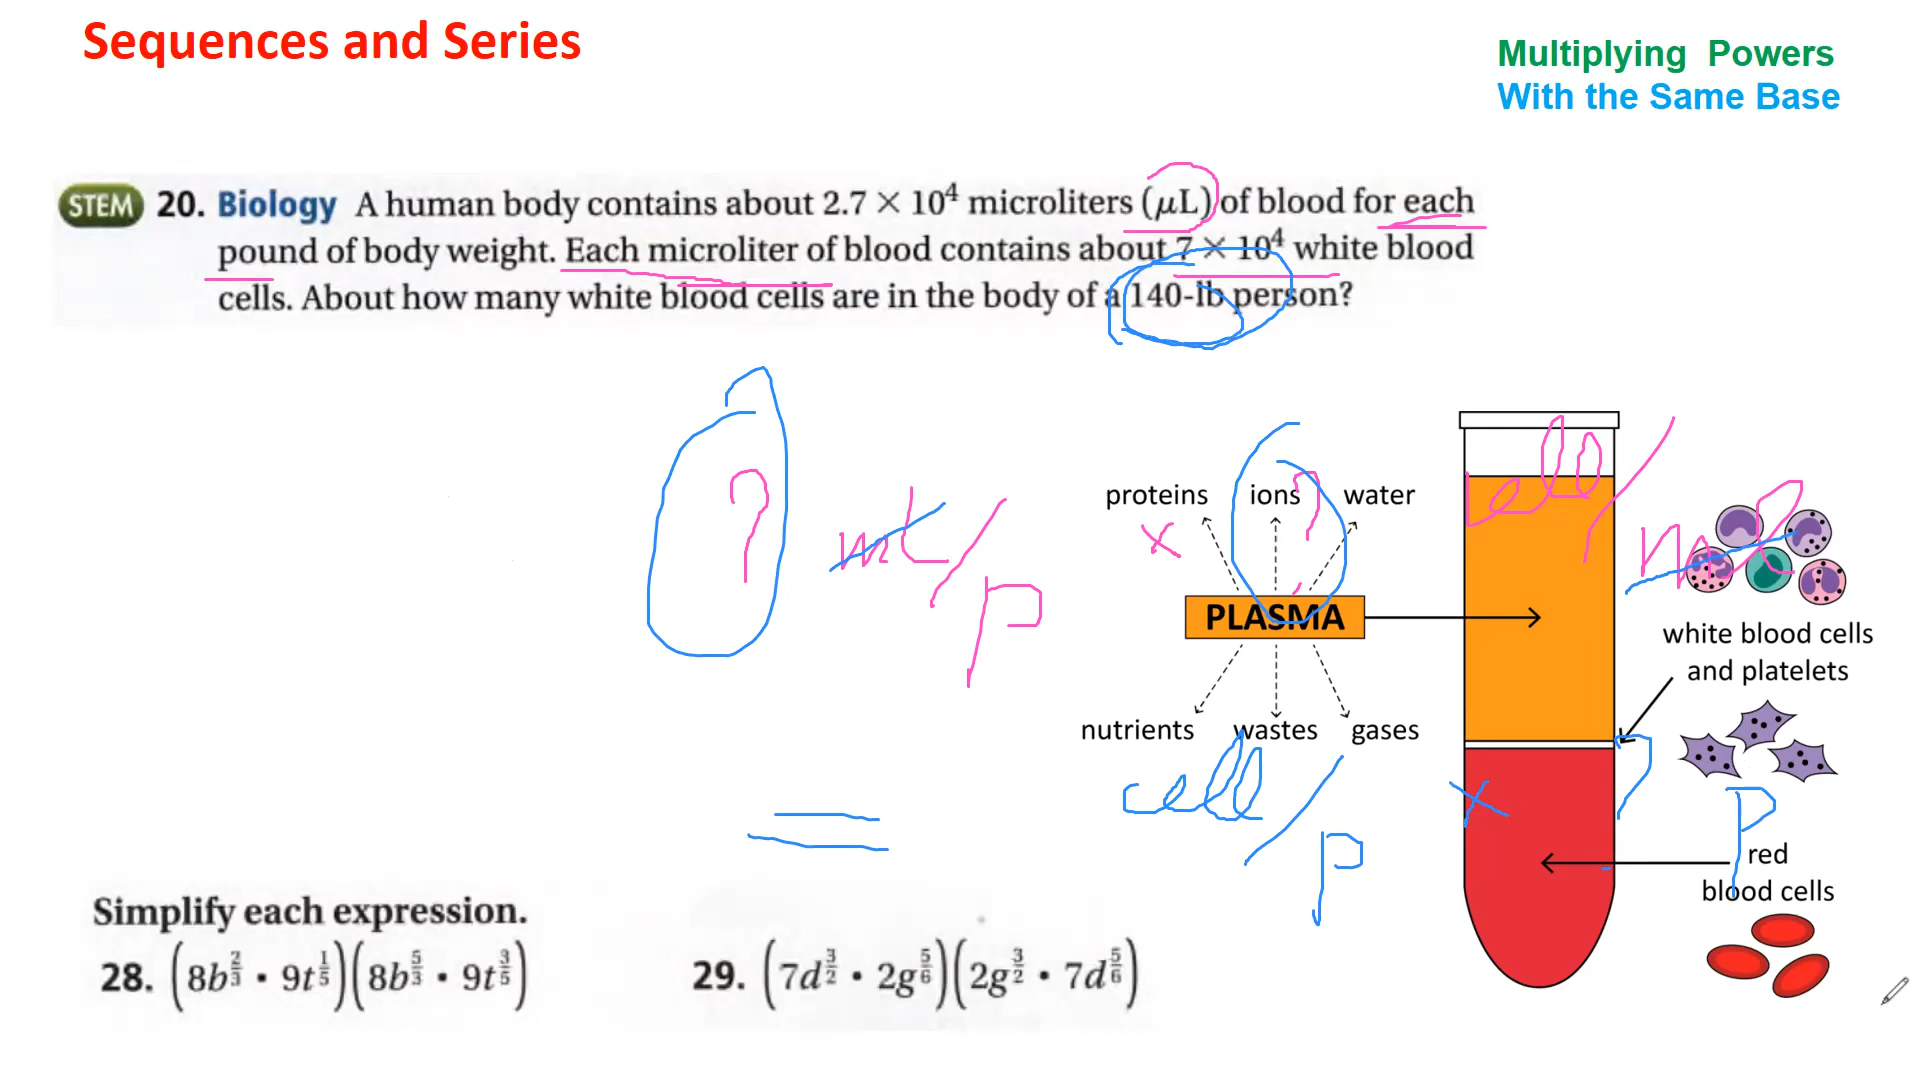 Sequences and Series
Multiplying Powers
With the Same Base
STEM 20. Biology A human body contains about 2.7 × 10⁴ microliters (μL) of blood for each
pound of body weight. Each microliter of blood contains about 7 × 10⁴ white blood
cells. About how many white blood cells are in the body of a 140-lb person?
?
/
p
×
?
cell/
proteins ions water
PLASMA
nutrients wastes gases
white blood cells
and platelets
red
blood cells
cell/p
×
?
p
=
Simplify each expression.
28. (8b^{2/3} • 9t^{1/5})(8b^{5/3} • 9t^{3/5})
29. (7d^{3/2} • 2g^{5/6})(2g^{3/2} • 7d^{5/6})